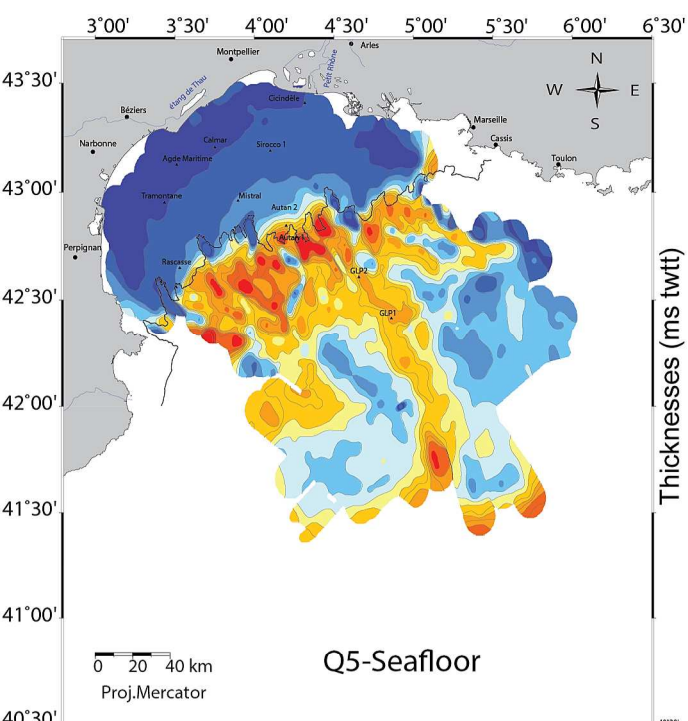 3°00' 3°30' 4°00' 4°30' 5°00' 5°30' 6°00' 6°30'
Montpellier
Arles
Petit Rhône
N
W E
S
43°30'
étang de Thau
Cicindèle
Béziers
Marseille
Narbonne
Calmar
Sirocco 1
Cassis
Agde Maritime
Toulon
43°00'
Tramontane
Mistral
Autan 2
Autan 1
Perpignan
Rascasse
GLP2
42°30'
GLP1
Thicknesses (ms twtt)
42°00'
41°30'
41°00'
0 20 40 km
Proj.Mercator
Q5-Seafloor
40°30'